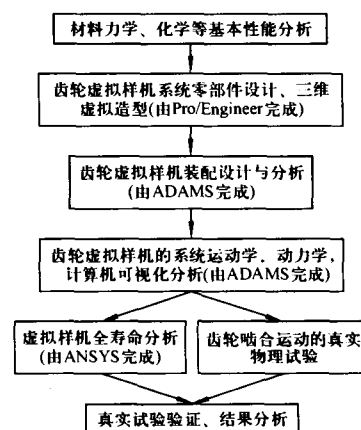 材料力学、化学等基本性能分析
齿轮虚拟样机系统零部件设计、三维
虚拟造型(由Pro/Engineer完成)
齿轮虚拟样机装配设计与分析
(由ADAMS完成)
齿轮虚拟样机的系统运动学、动力学,
计算机可视化分析(由ADAMS完成)
虚拟样机全寿命分析
(由ANSYS完成)
齿轮啮合运动的真实
物理试验
真实试验验证、结果分析